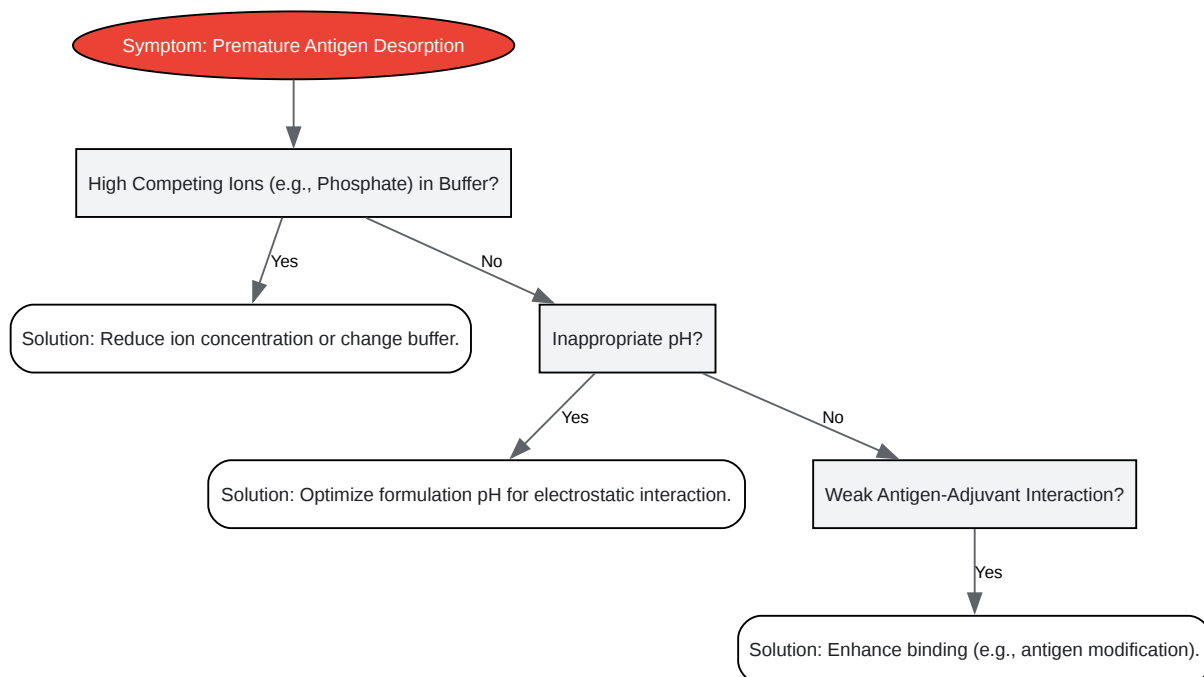 Symptom: Premature Antigen Desorption
High Competing Ions (e.g., Phosphate) in Buffer?
Yes
No
Solution: Reduce ion concentration or change buffer.
Inappropriate pH?
Yes
No
Solution: Optimize formulation pH for electrostatic interaction.
Weak Antigen-Adjuvant Interaction?
Yes
Solution: Enhance binding (e.g., antigen modification).